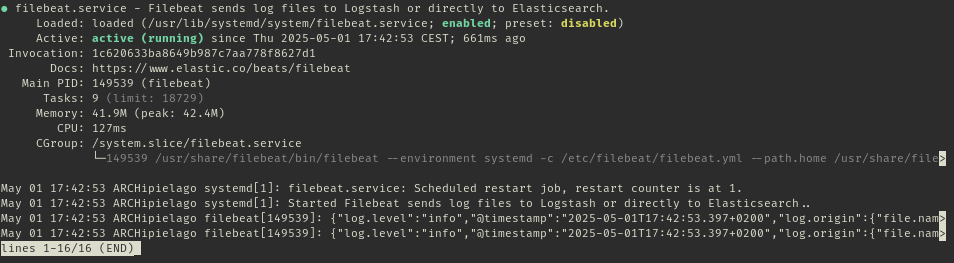 ● filebeat.service - Filebeat sends log files to Logstash or directly to Elasticsearch.
     Loaded: loaded (/usr/lib/systemd/system/filebeat.service; enabled; preset: disabled)
     Active: active (running) since Thu 2025-05-01 17:42:53 CEST; 661ms ago
 Invocation: 1c620633ba8649b987c7aa778f8627d1
       Docs: https://www.elastic.co/beats/filebeat
   Main PID: 149539 (filebeat)
      Tasks: 9 (limit: 18729)
     Memory: 41.9M (peak: 42.4M)
        CPU: 127ms
     CGroup: /system.slice/filebeat.service
             └─149539 /usr/share/filebeat/bin/filebeat --environment systemd -c /etc/filebeat/filebeat.yml --path.home /usr/share/file>
May 01 17:42:53 ARCHipielago systemd[1]: filebeat.service: Scheduled restart job, restart counter is at 1.
May 01 17:42:53 ARCHipielago systemd[1]: Started Filebeat sends log files to Logstash or directly to Elasticsearch..
May 01 17:42:53 ARCHipielago filebeat[149539]: {"log.level":"info","@timestamp":"2025-05-01T17:42:53.397+0200","log.origin":{"file.nam>
May 01 17:42:53 ARCHipielago filebeat[149539]: {"log.level":"info","@timestamp":"2025-05-01T17:42:53.397+0200","log.origin":{"file.nam>
lines 1-16/16 (END)